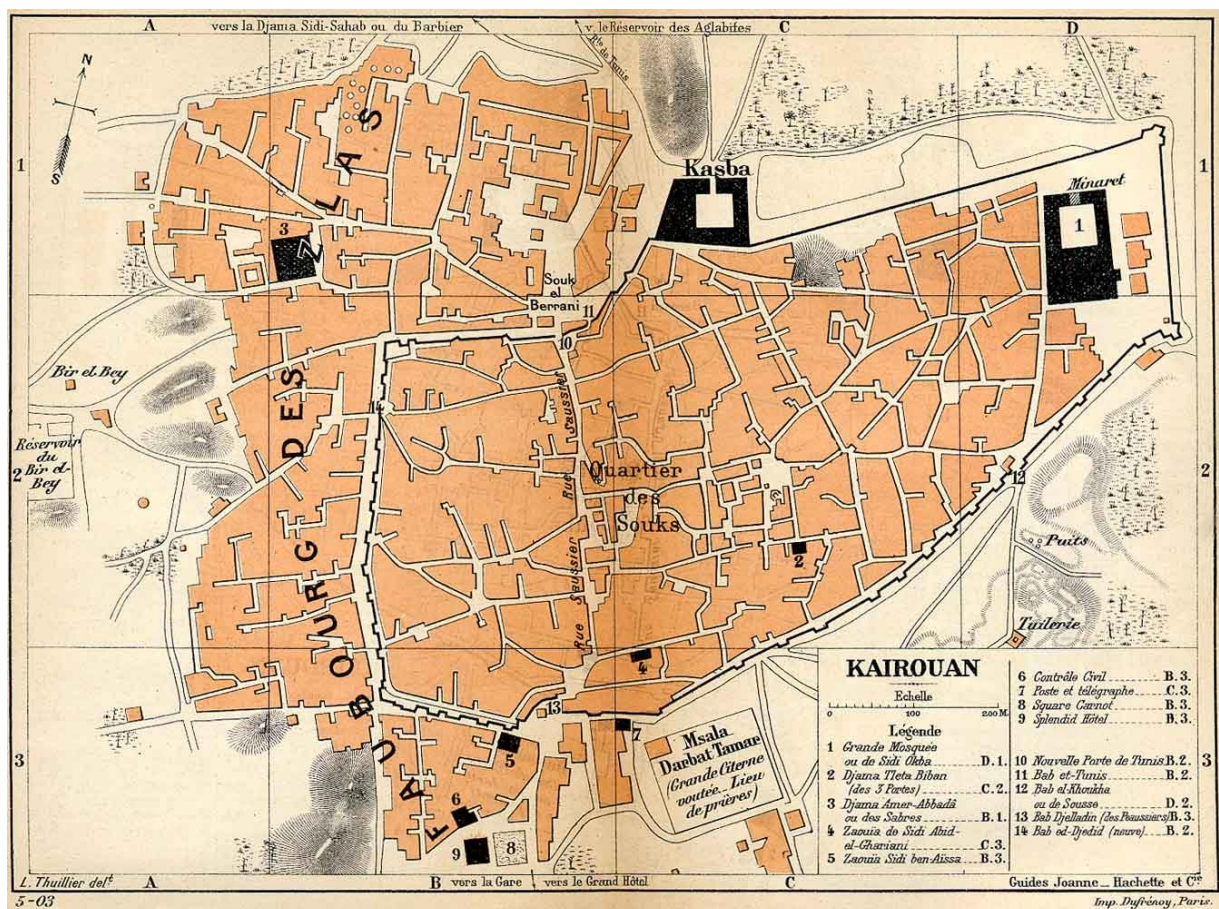 A
vers la Djama Sidi-Sahab ou du Barbier
v. le Réservoir des Aglabites
C
D
Rte de Tunis
N
S
1
1
Kasba
Minaret
1
3
Souk
el
Berrani
11
10
FAUBOURG DES ZLAS
Bir el Bey
14
Réservoir
du
Bir el-
Bey
2
2
Rue Saussier
Quartier
des
Souks
12
2
Puits
Rue Saussier
Tuilerie
4
13
7
5
6
9
8
3
3
Msala
Darbat Tamar
(Grande Citerne
voutée_ Lieu
de prières)
KAIROUAN
Echelle
0 100 200 M.
Légende
1 Grande Mosquée
ou de Sidi Okba D.1.
2 Djama Tleta Biban
(des 3 Portes) C.2.
3 Djama Amer-Abbadâ
ou des Sabres B.1.
4 Zaouïa de Sidi Abid-
el-Ghariani C.3.
5 Zaouïa Sidi ben-Aïssa B.3.
6 Contrôle Civil B.3.
7 Poste et télégraphe C.3.
8 Square Carnot B.3.
9 Splendid Hôtel B.3.
10 Nouvelle Porte de Tunis B.2.
11 Bab et-Tunis B.2.
12 Bab el-Khoukha
ou de Sousse D.2.
13 Bab Djelladin (des Peaussiers) B.3.
14 Bab ed-Djedid (neuve) B.2.
L. Thuillier delt
A
B
vers la Gare
vers le Grand Hôtel
C
Guides Joanne_ Hachette et Cie
5-03
Imp. Dufrénoy, Paris.